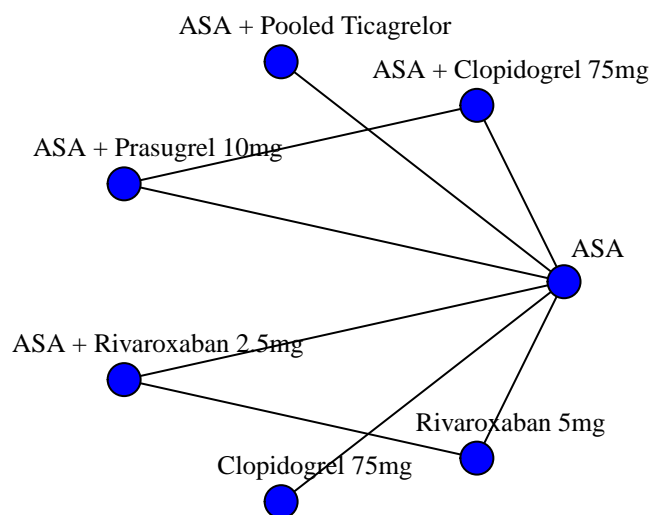 ASA + Pooled Ticagrelor
ASA + Clopidogrel 75mg
ASA + Prasugrel 10mg
ASA
ASA + Rivaroxaban 2.5mg
Rivaroxaban 5mg
Clopidogrel 75mg